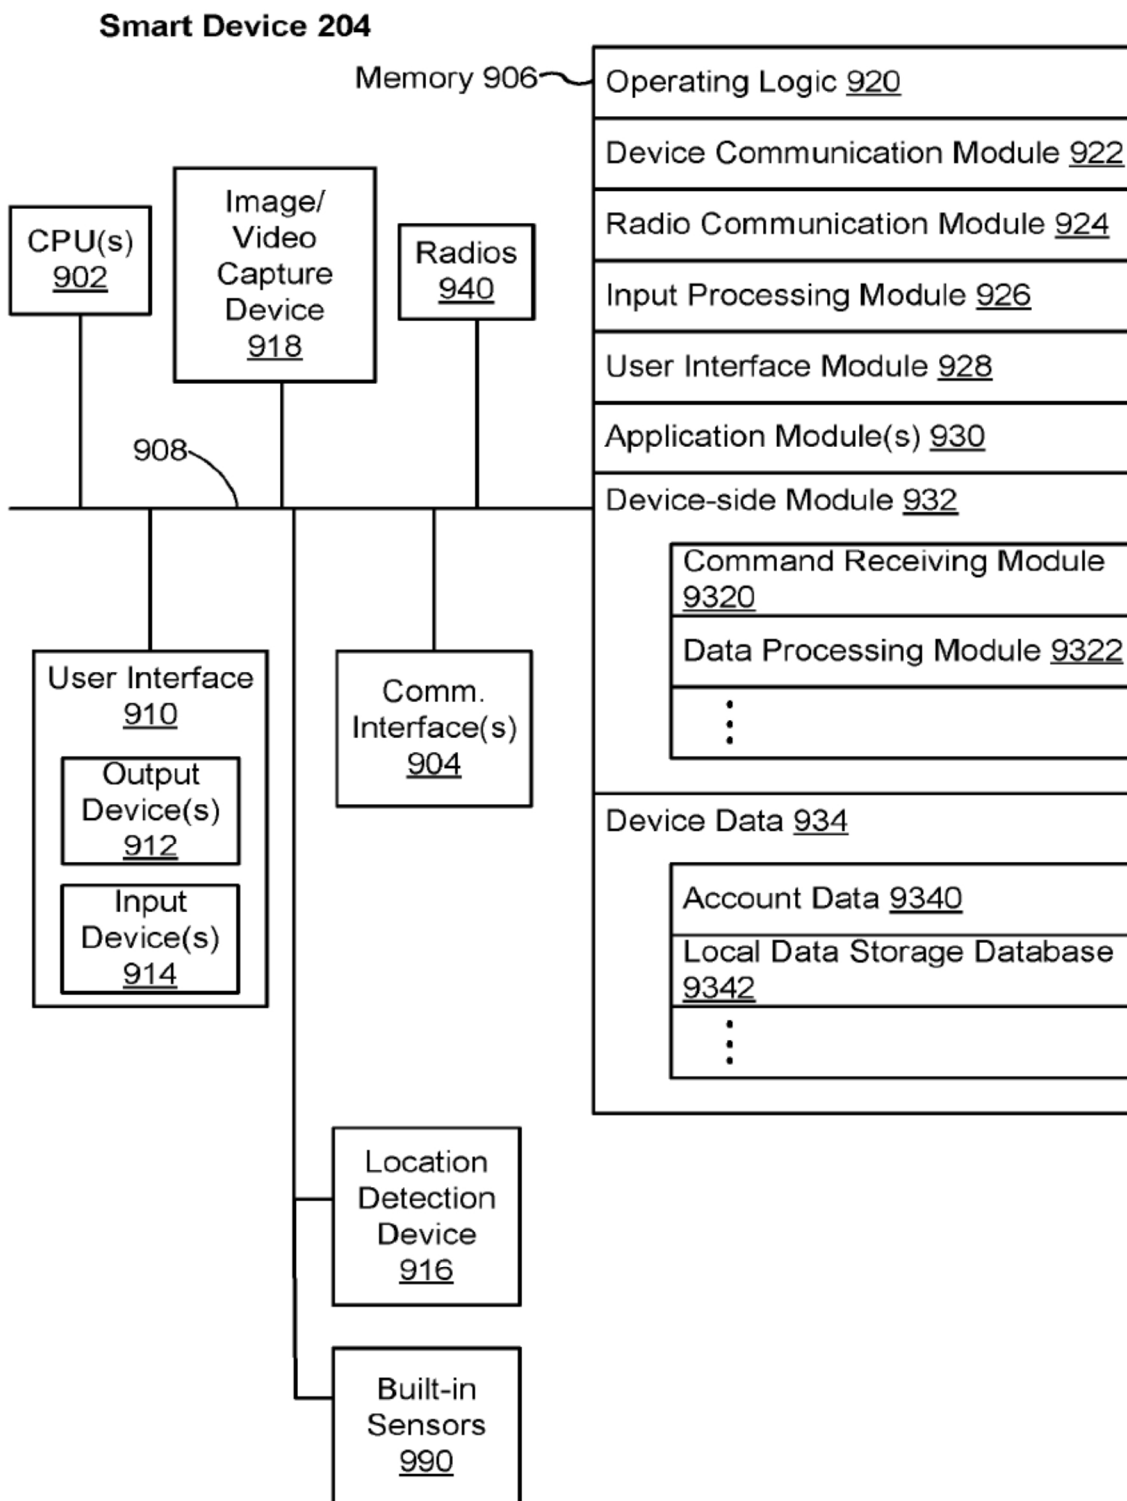 Smart Device 204
Memory 906
Operating Logic 920
Device Communication Module 922
Radio Communication Module 924
Input Processing Module 926
User Interface Module 928
Application Module(s) 930
Device-side Module 932
Command Receiving Module
9320
Data Processing Module 9322
Device Data 934
Account Data 9340
Local Data Storage Database
9342
CPU(s)
902
Image/
Video
Capture
Device
918
Radios
940
908
User Interface
910
Output
Device(s)
912
Input
Device(s)
914
Comm.
Interface(s)
904
Location
Detection
Device
916
Built-in
Sensors
990